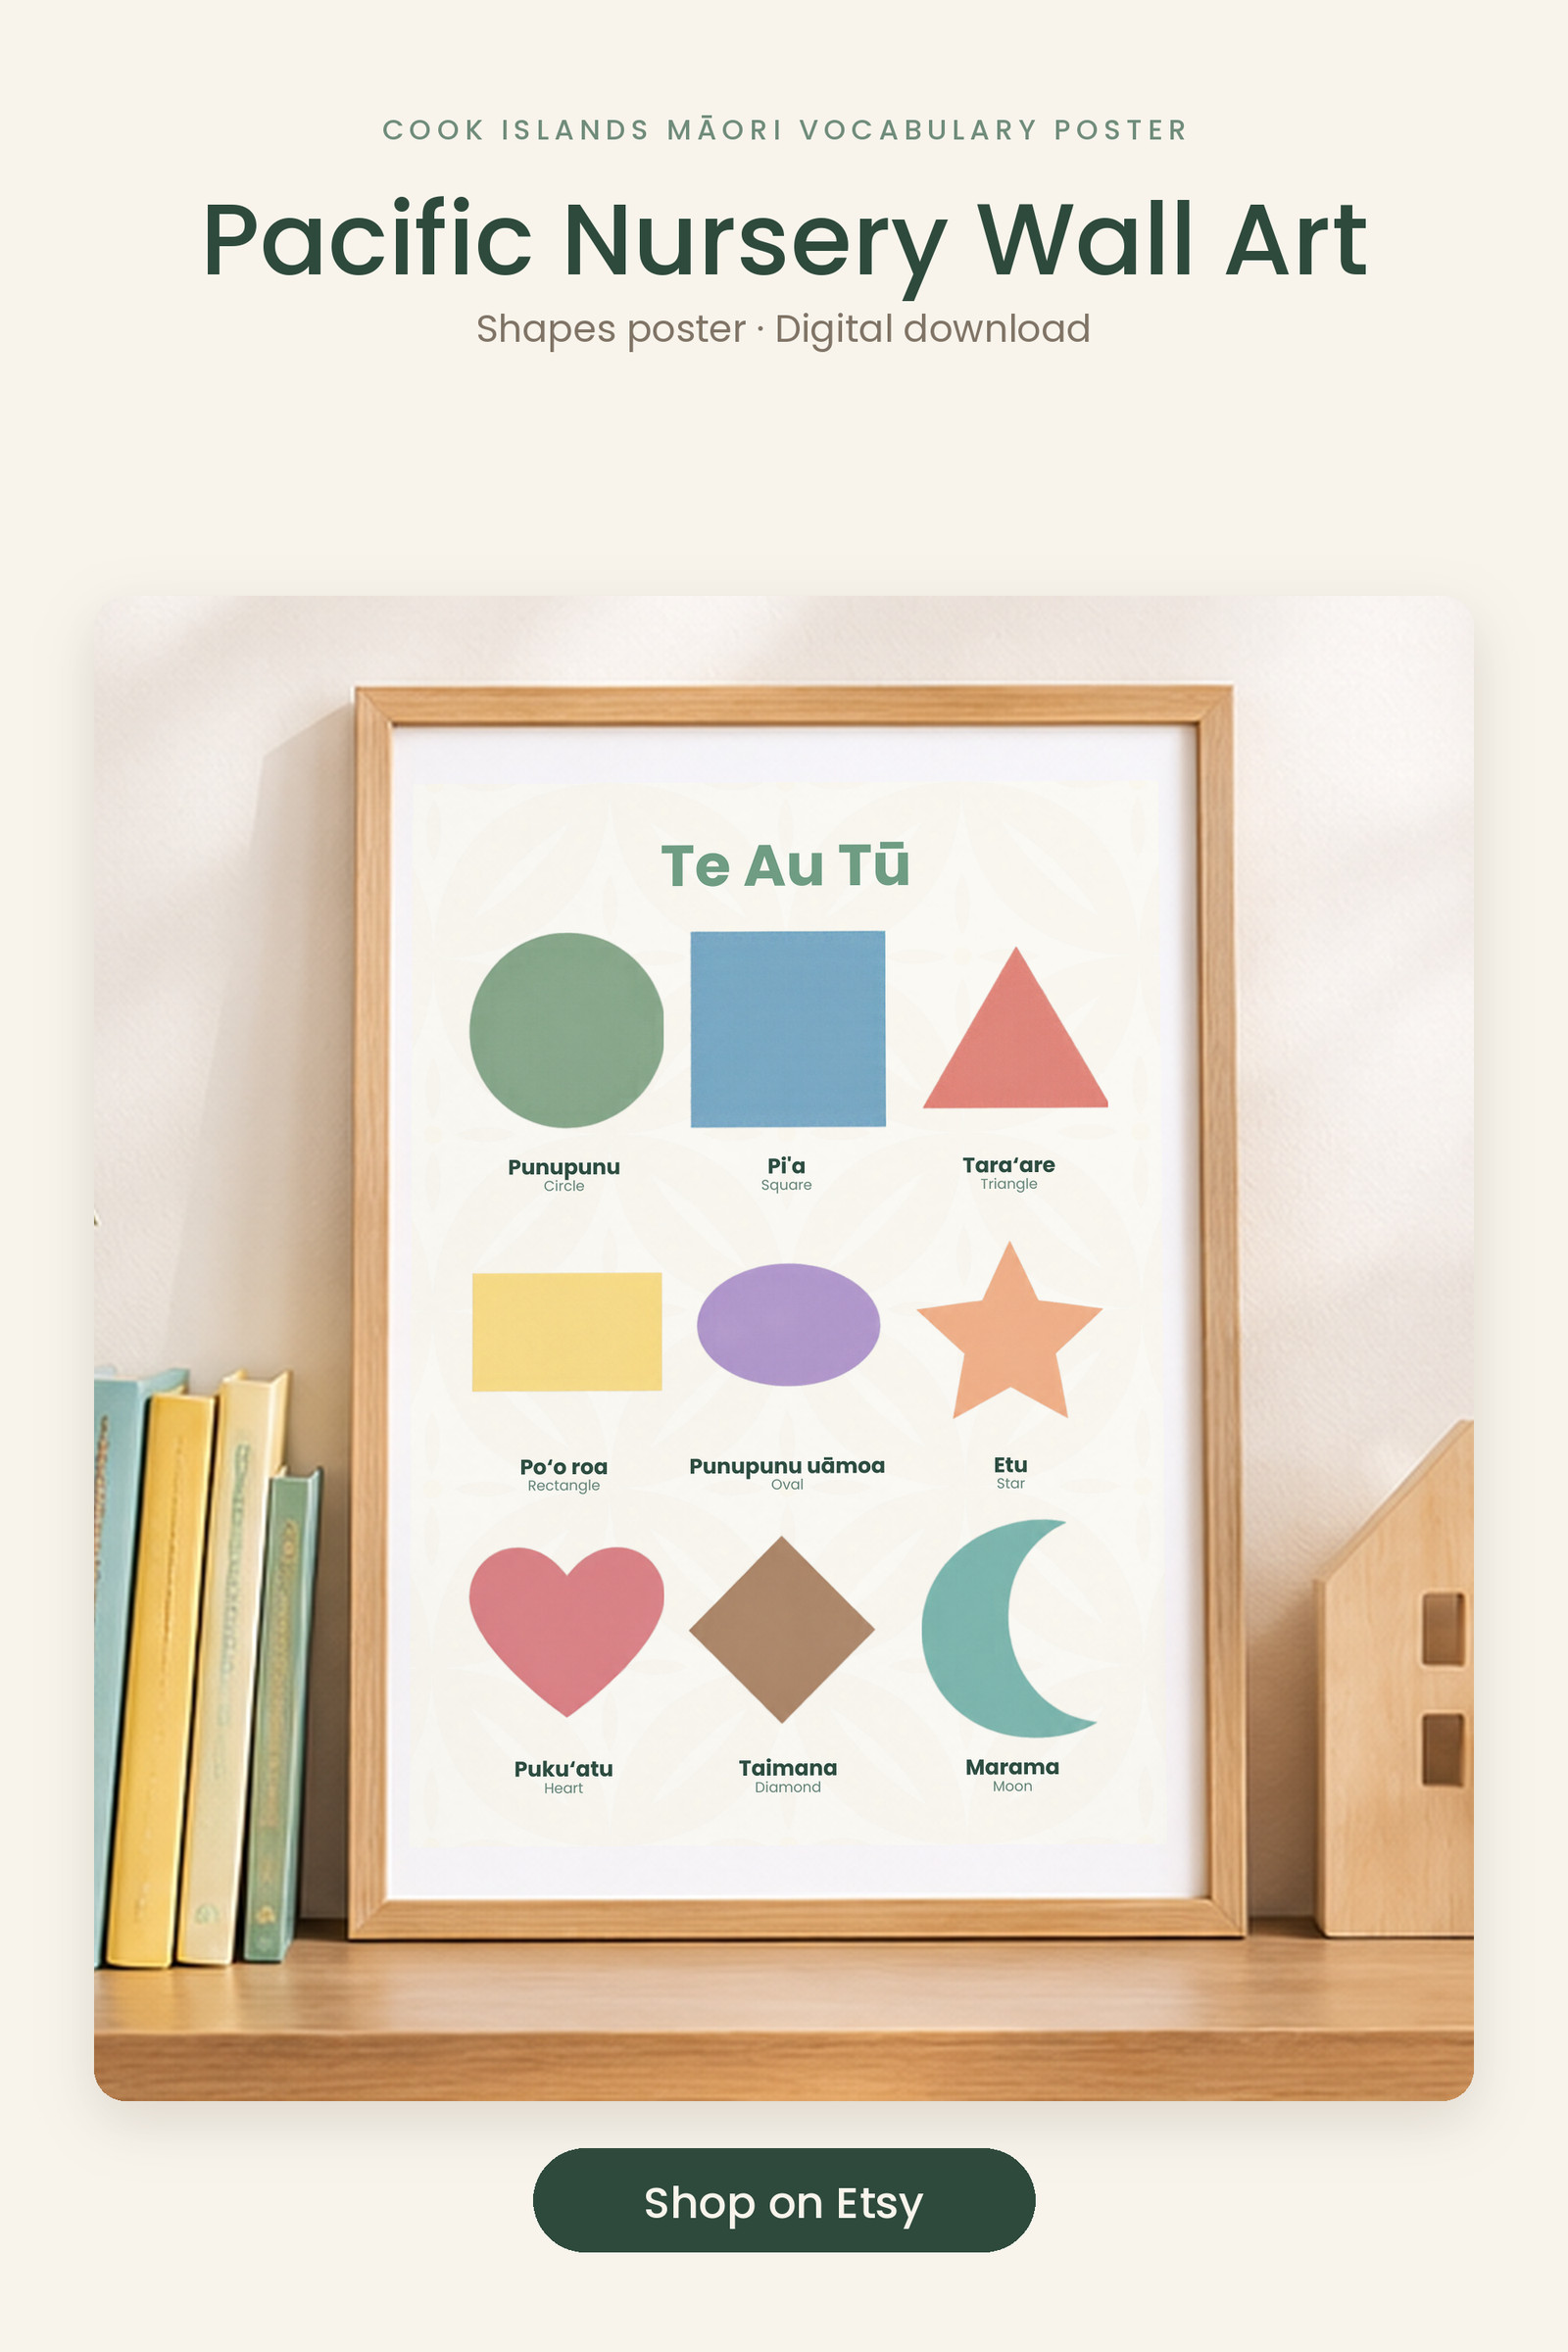 COOK ISLANDS MĀORI VOCABULARY POSTER
Pacific Nursery Wall Art
Shapes poster · Digital download
Te Au Tū
Punupunu
Circle
Pi'a
Square
Tara‘are
Triangle
Po‘o roa
Rectangle
Punupunu uāmoa
Oval
Etu
Star
Puku‘atu
Heart
Taimana
Diamond
Marama
Moon
Shop on Etsy